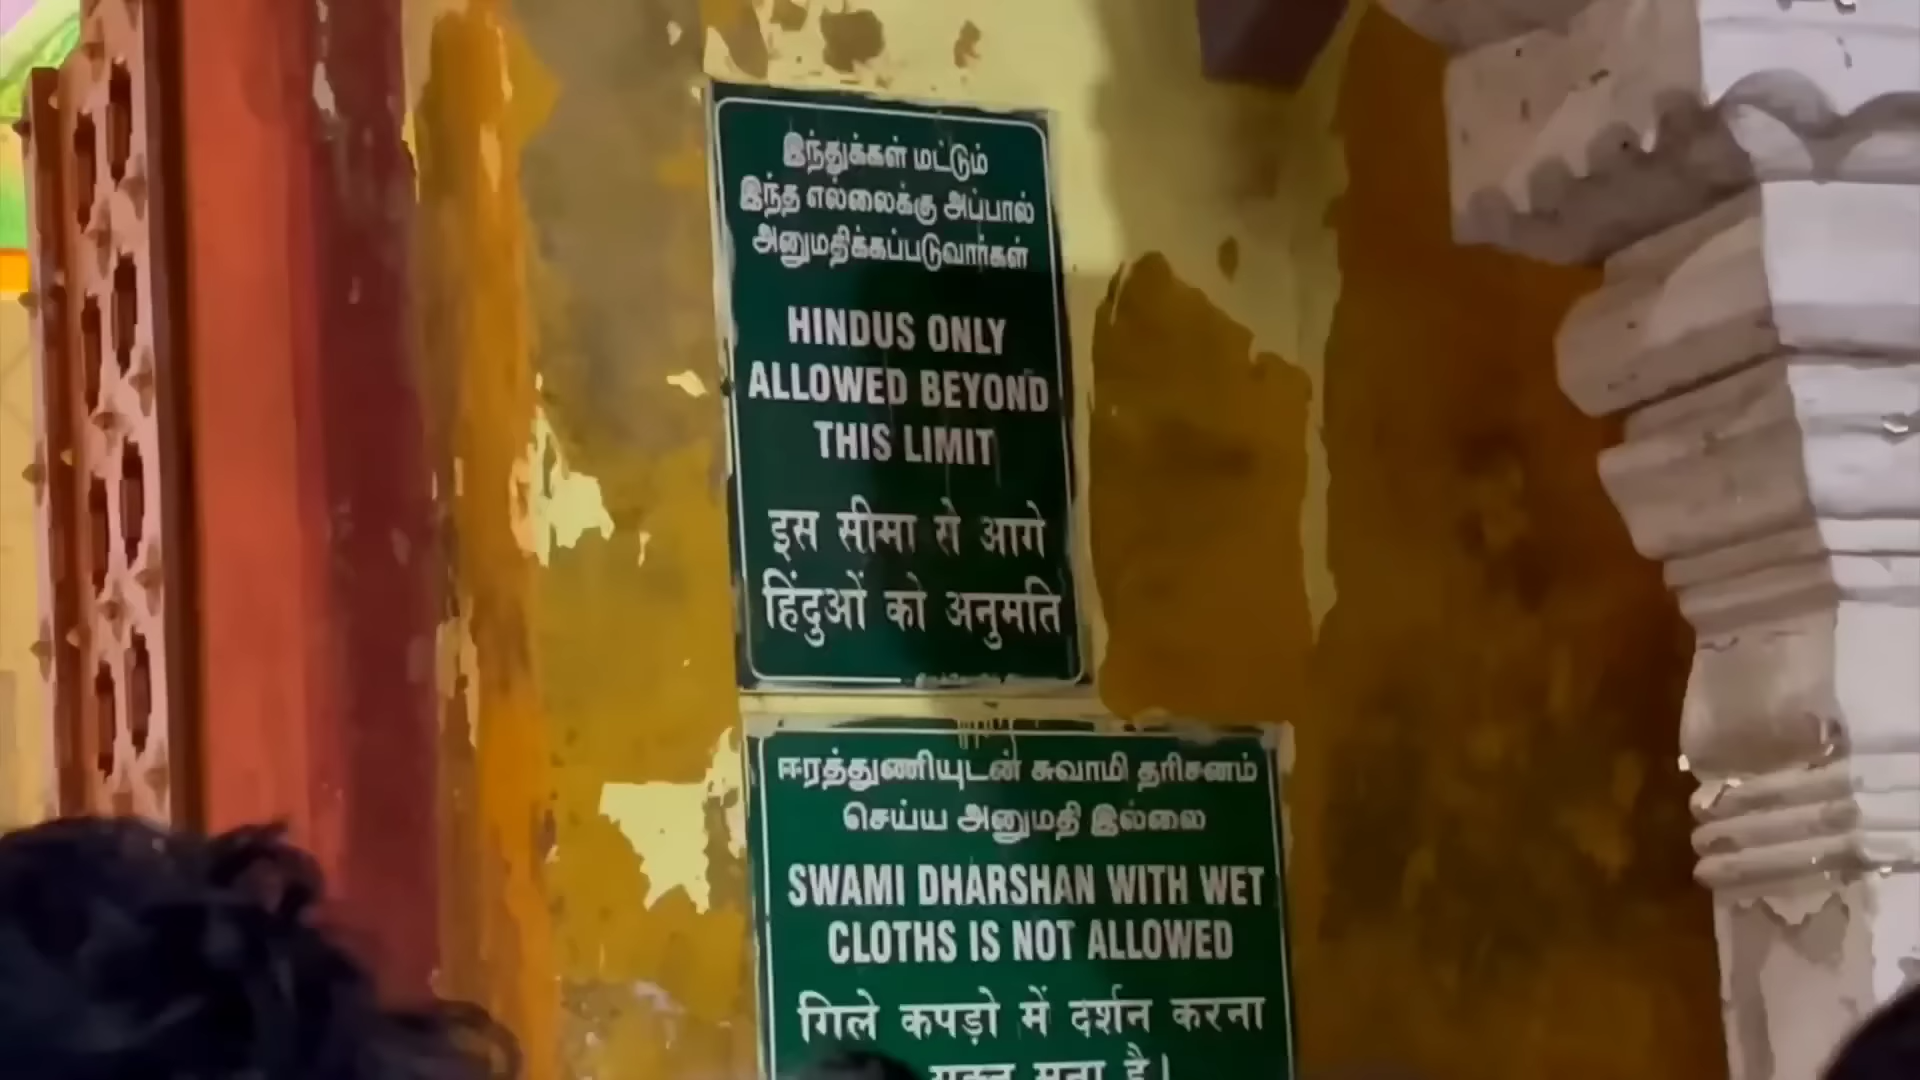 இந்துக்கள் மட்டும்
இந்த எல்லைக்கு அப்பால்
அனுமதிக்கப்படுவார்கள்
HINDUS ONLY
ALLOWED BEYOND
THIS LIMIT
इस सीमा से आगे
हिंदुओं को अनुमति
ஈரத்துணியுடன் சுவாமி தரிசனம்
செய்ய அனுமதி இல்லை
SWAMI DHARSHAN WITH WET
CLOTHS IS NOT ALLOWED
गिले कपड़ो में दर्शन करना
है।